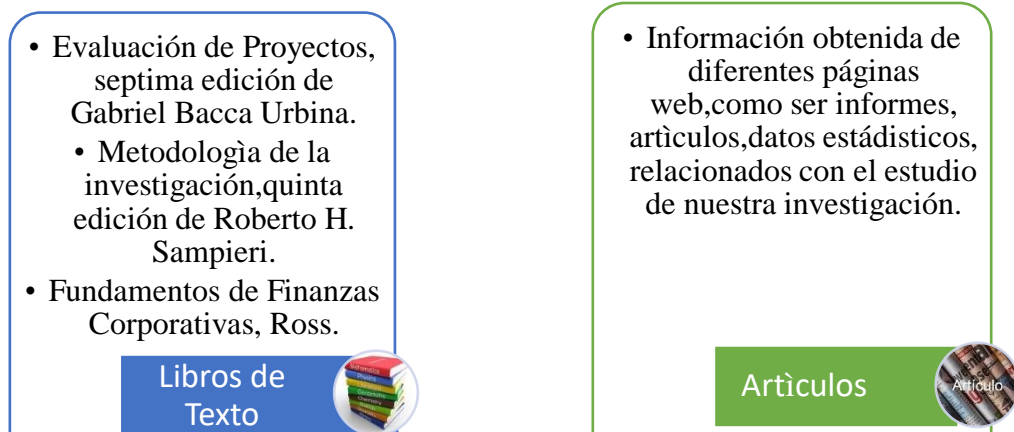 • Evaluación de Proyectos,
septima edición de
Gabriel Bacca Urbina.
• Metodologìa de la
investigación,quinta
edición de Roberto H.
Sampieri.
• Fundamentos de Finanzas
Corporativas, Ross.
Libros de
Texto
• Información obtenida de
diferentes páginas
web,como ser informes,
artìculos,datos estádisticos,
relacionados con el estudio
de nuestra investigación.
Artìculos
Artículo